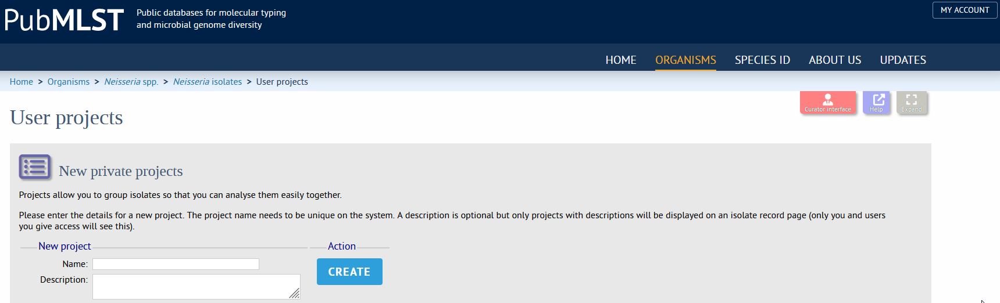 PubMLST
Public databases for molecular typing
and microbial genome diversity
MY ACCOUNT
HOME ORGANISMS SPECIES ID ABOUT US UPDATES
Home > Organisms > Neisseria spp. > Neisseria isolates > User projects
Curator interface Help Expand
User projects
New private projects
Projects allow you to group isolates so that you can analyse them easily together.
Please enter the details for a new project. The project name needs to be unique on the system. A description is optional but only projects with descriptions will be displayed on an isolate record page (only you and users
you give access will see this).
New project Action
Name:
CREATE
Description: